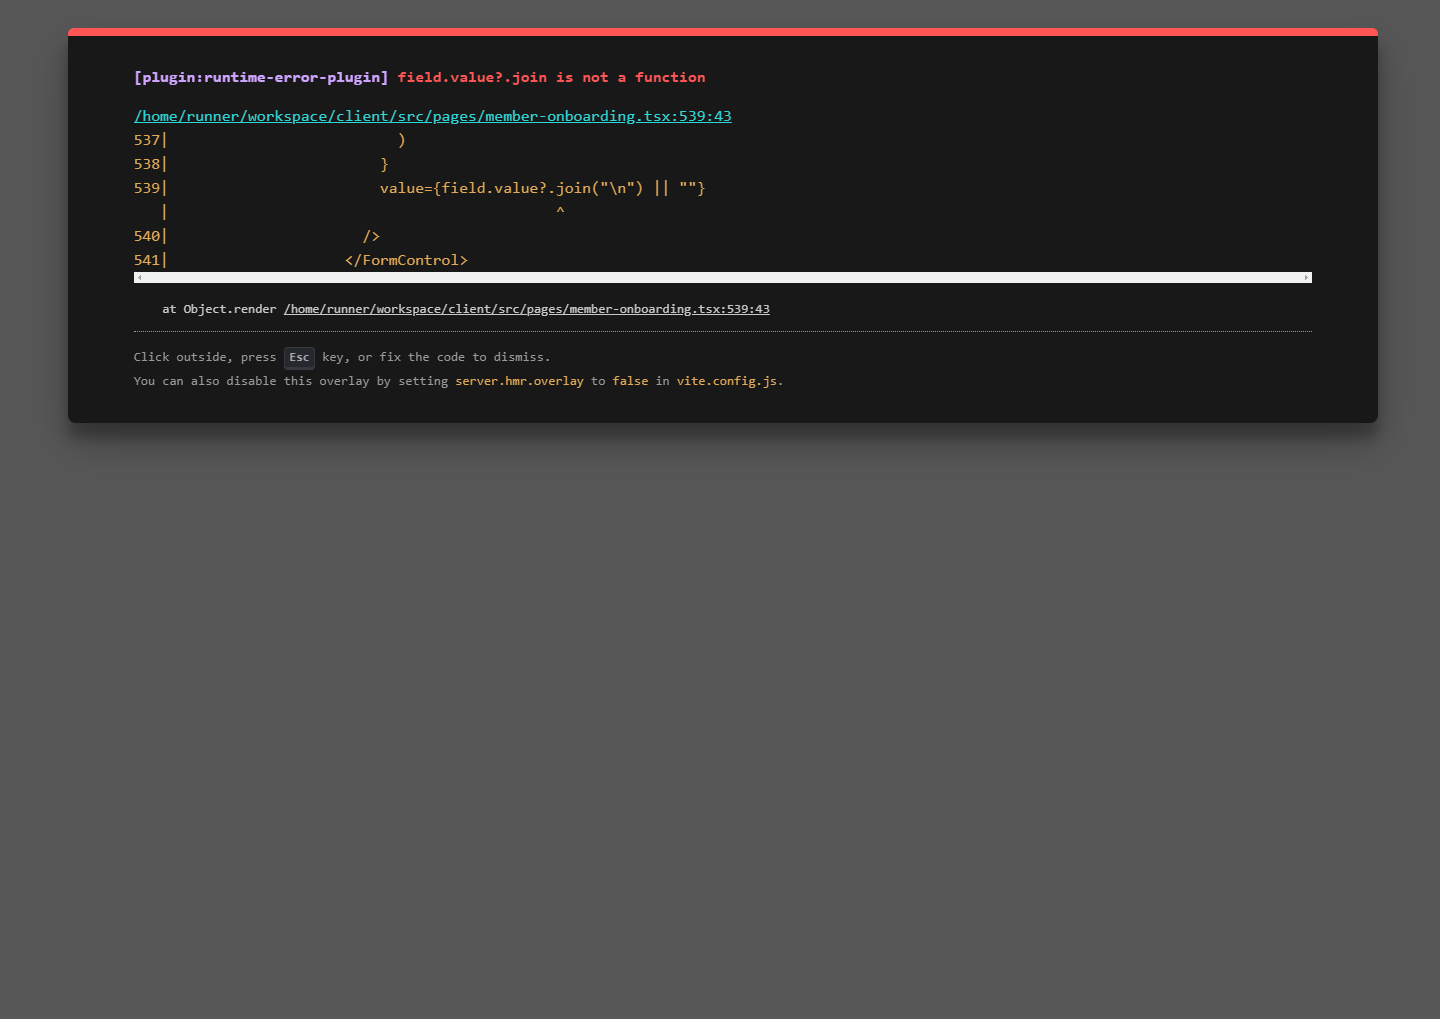 [plugin:runtime-error-plugin] field.value?.join is not a function
/home/runner/workspace/client/src/pages/member-onboarding.tsx:539:43
537|                          )
538|                        }
539|                        value={field.value?.join("\n") || ""}
   |                                            ^
540|                      />
541|                    </FormControl>
at Object.render /home/runner/workspace/client/src/pages/member-onboarding.tsx:539:43
Click outside, press Esc key, or fix the code to dismiss.
You can also disable this overlay by setting server.hmr.overlay to false in vite.config.js.